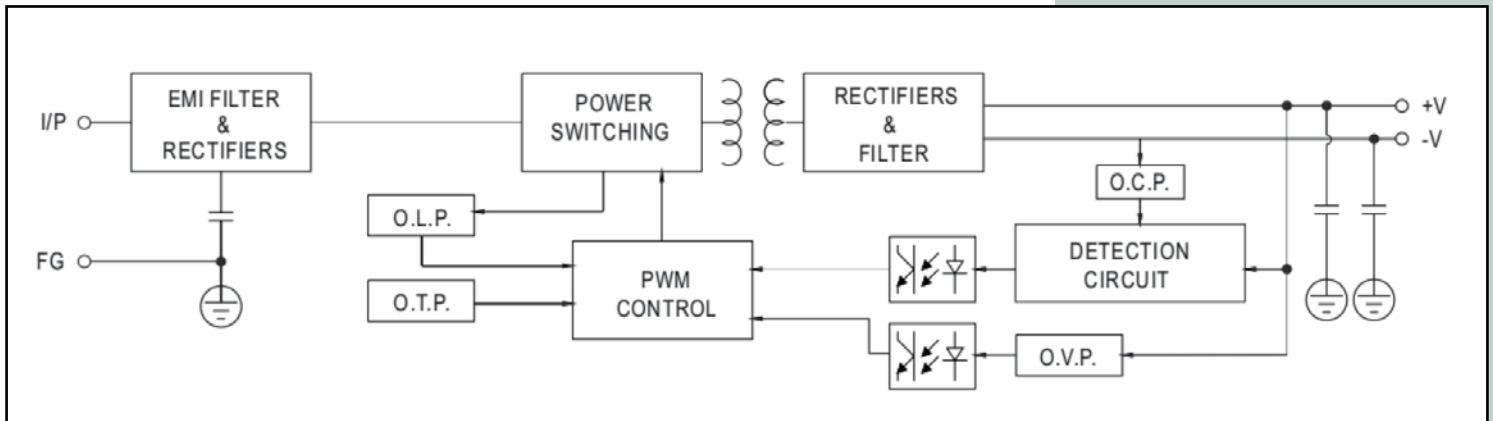 I/P
EMI FILTER
&
RECTIFIERS
POWER
SWITCHING
RECTIFIERS
&
FILTER
+V
-V
O.C.P.
O.L.P.
FG
PWM
CONTROL
DETECTION
CIRCUIT
O.T.P.
O.V.P.